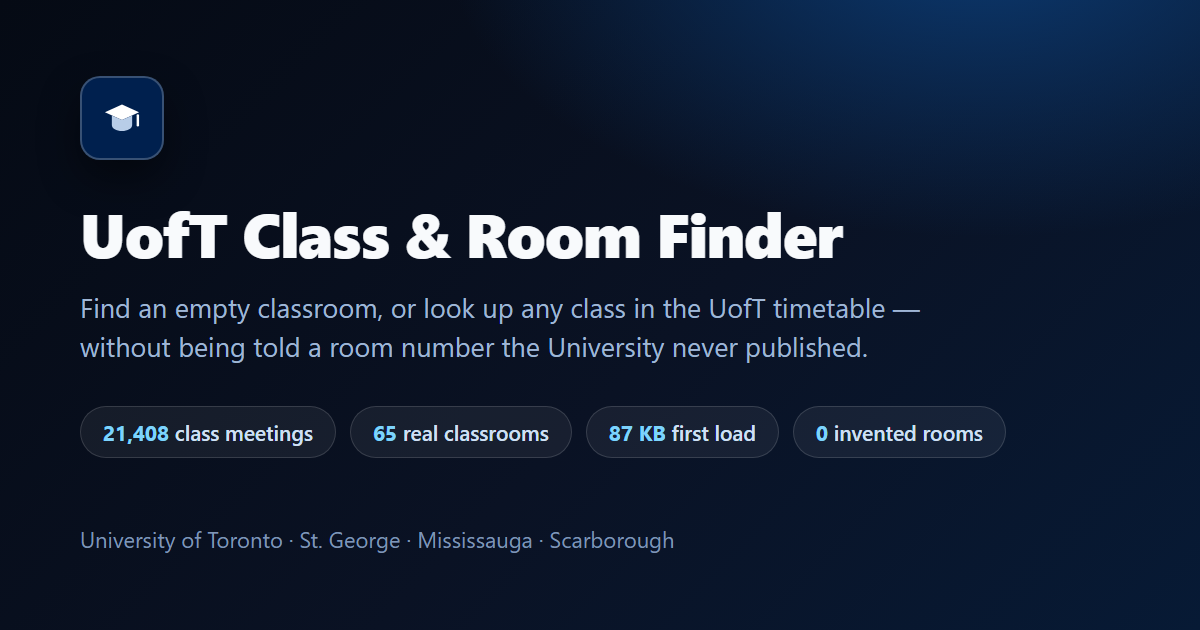 UofT Class & Room Finder
Find an empty classroom, or look up any class in the UofT timetable —
without being told a room number the University never published.
21,408 class meetings
65 real classrooms
87 KB first load
0 invented rooms
University of Toronto · St. George · Mississauga · Scarborough